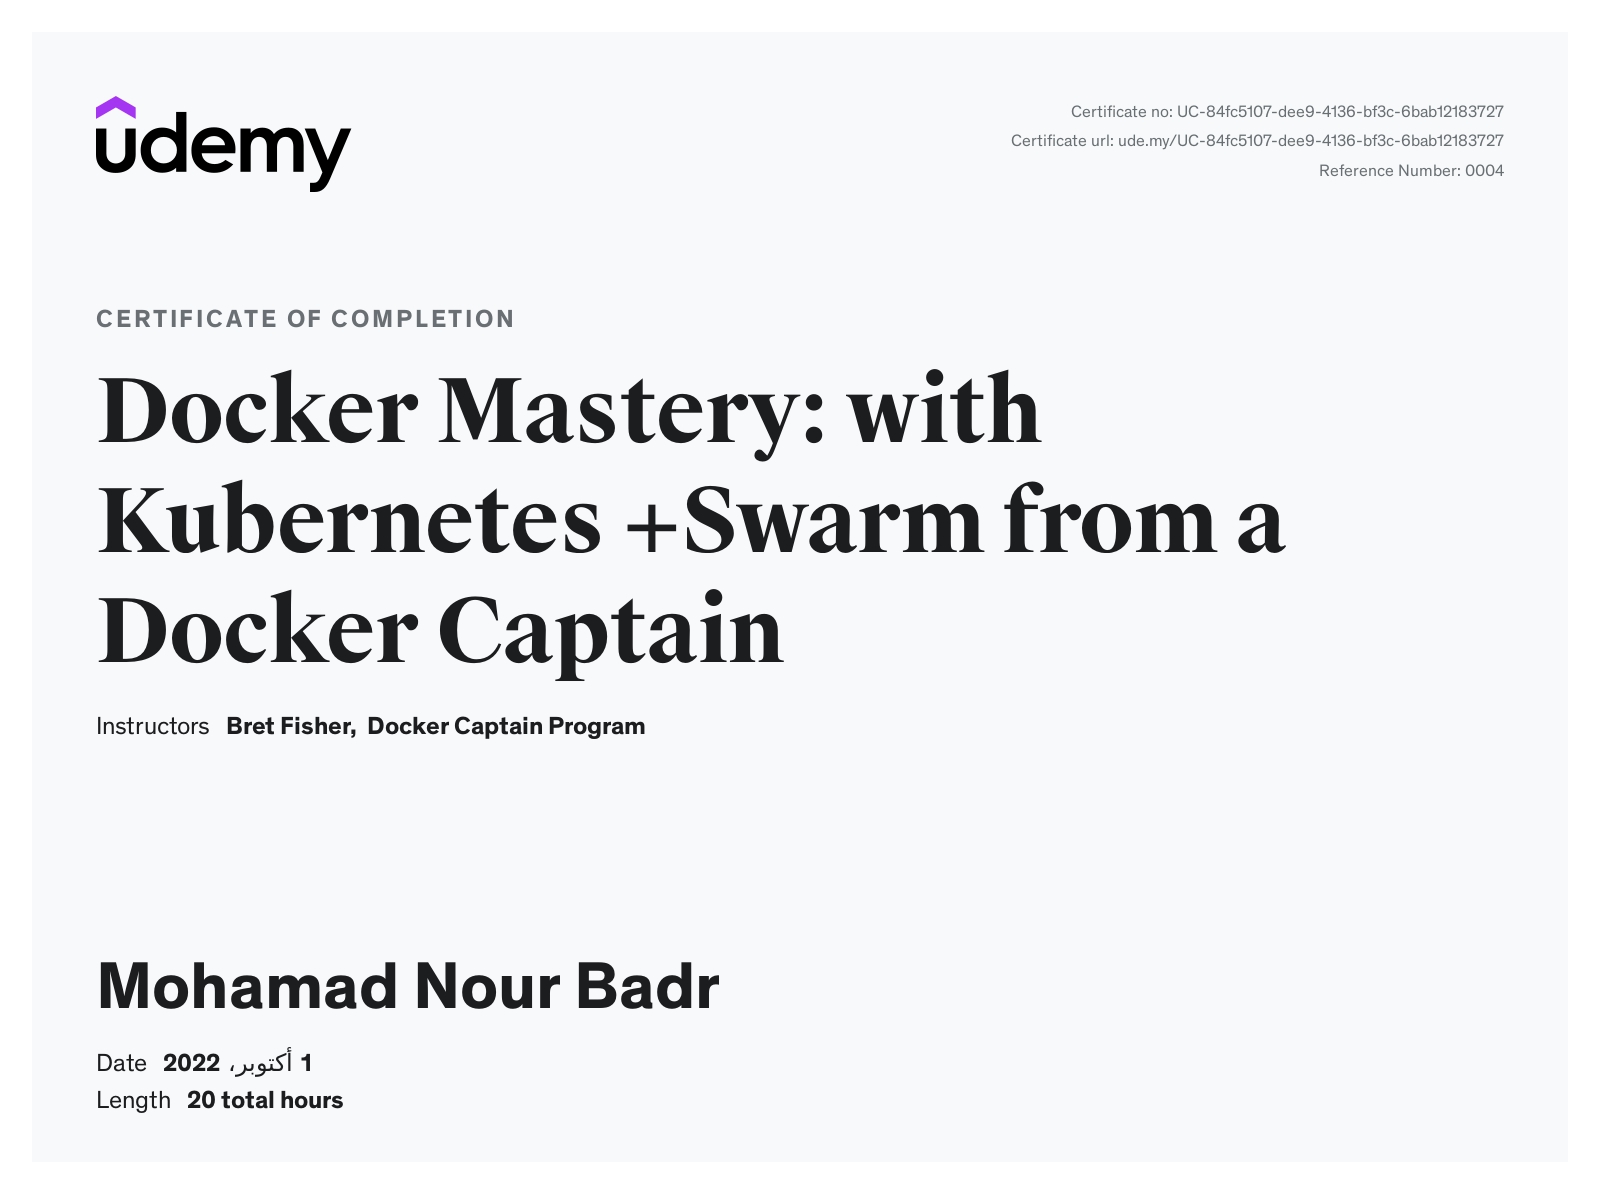 udemy
Certificate no: UC-84fc5107-dee9-4136-bf3c-6bab12183727
Certificate url: ude.my/UC-84fc5107-dee9-4136-bf3c-6bab12183727
Reference Number: 0004
CERTIFICATE OF COMPLETION
Docker Mastery: with
Kubernetes +Swarm from a
Docker Captain
Instructors Bret Fisher, Docker Captain Program
Mohamad Nour Badr
Date 1 أكتوبر، 2022
Length 20 total hours